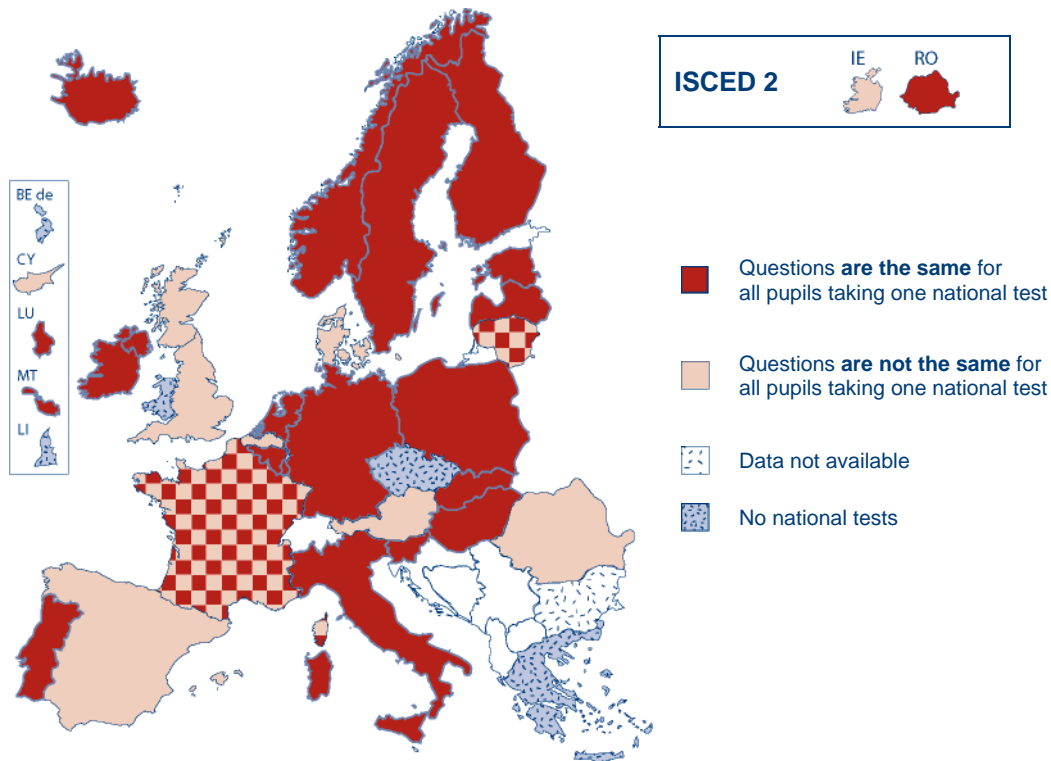 ISCED 2
IE
RO
BE de
CY
LU
MT
LI
Questions are the same for
all pupils taking one national test
Questions are not the same for
all pupils taking one national test
Data not available
No national tests